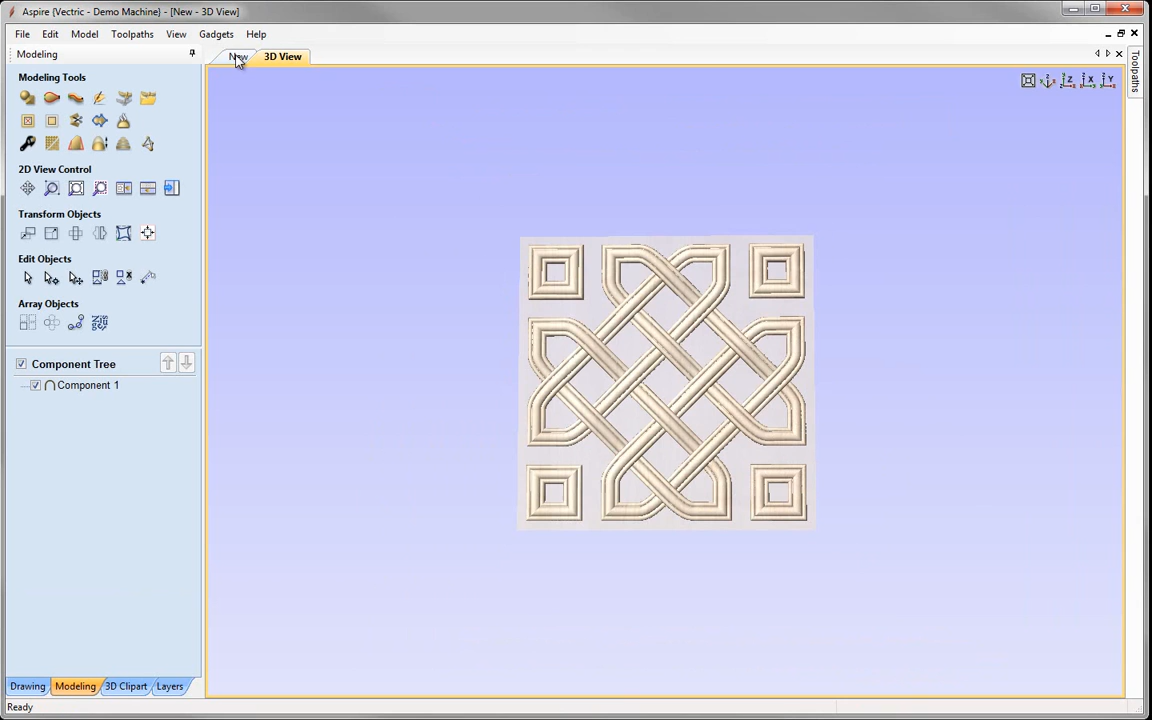 Aspire {Vectric - Demo Machine} - [New - 3D View]
File Edit Model Toolpaths View Gadgets Help
Modeling
New 3D View
Toolpaths
Modeling Tools
2D View Control
Transform Objects
Edit Objects
Array Objects
Component Tree
Component 1
Drawing Modeling 3D Clipart Layers
Ready